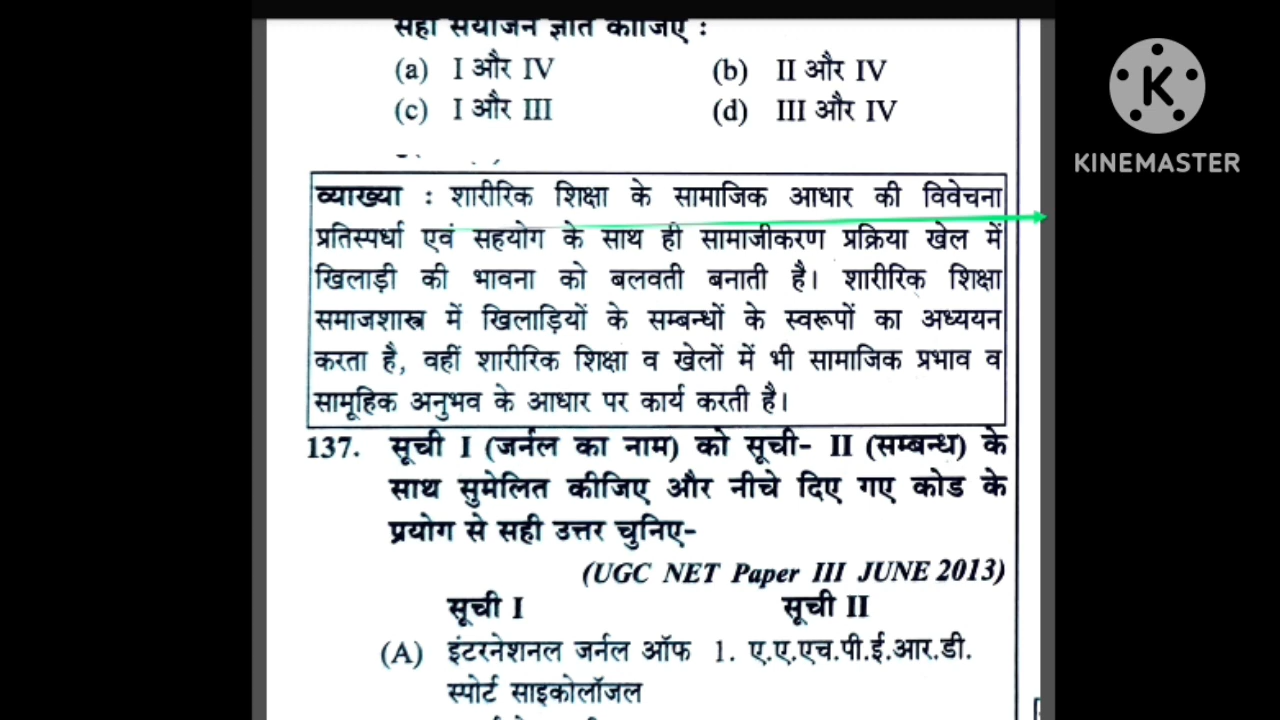 सही संयोजन ज्ञात कीजिए :
(a) I और IV (b) II और IV
(c) I और III (d) III और IV
KINEMASTER
व्याख्या : शारीरिक शिक्षा के सामाजिक आधार की विवेचना
प्रतिस्पर्धा एवं सहयोग के साथ ही सामाजीकरण प्रक्रिया खेल में
खिलाड़ी की भावना को बलवती बनाती है। शारीरिक शिक्षा
समाजशास्त्र में खिलाड़ियों के सम्बन्धों के स्वरूपों का अध्ययन
करता है, वहीं शारीरिक शिक्षा व खेलों में भी सामाजिक प्रभाव व
सामूहिक अनुभव के आधार पर कार्य करती है।
137. सूची I (जर्नल का नाम) को सूची- II (सम्बन्ध) के
साथ सुमेलित कीजिए और नीचे दिए गए कोड के
प्रयोग से सही उत्तर चुनिए-
(UGC NET Paper III JUNE 2013)
सूची I सूची II
(A) इंटरनेशनल जर्नल ऑफ 1. ए.ए.एच.पी.ई.आर.डी.
स्पोर्ट साइकोलॉजल